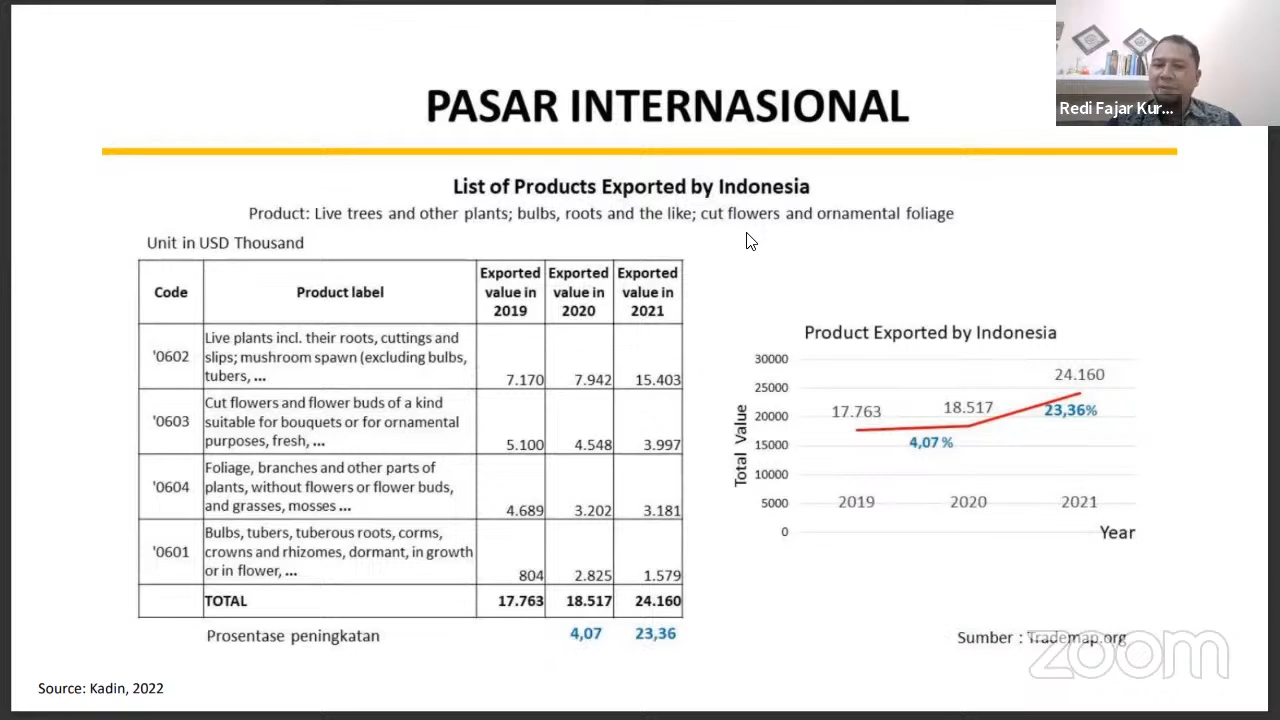 Redi Fajar Kur...
PASAR INTERNASIONAL
List of Products Exported by Indonesia
Product: Live trees and other plants; bulbs, roots and the like; cut flowers and ornamental foliage
Unit in USD Thousand
Code Product label Exported value in 2019 Exported value in 2020 Exported value in 2021
'0602 Live plants incl. their roots, cuttings and
slips; mushroom spawn (excluding bulbs,
tubers, ... 7.170 7.942 15.403
'0603 Cut flowers and flower buds of a kind
suitable for bouquets or for ornamental
purposes, fresh, ... 5.100 4.548 3.997
'0604 Foliage, branches and other parts of
plants, without flowers or flower buds,
and grasses, mosses ... 4.689 3.202 3.181
'0601 Bulbs, tubers, tuberous roots, corms,
crowns and rhizomes, dormant, in growth
or in flower, ... 804 2.825 1.579
TOTAL 17.763 18.517 24.160
Prosentase peningkatan 4,07 23,36
Product Exported by Indonesia
Total Value
30000
25000
20000
15000
10000
5000
0
17.763 18.517 24.160
4,07 % 23,36%
2019 2020 2021
Year
Sumber : Trademap.org
zoom
Source: Kadin, 2022